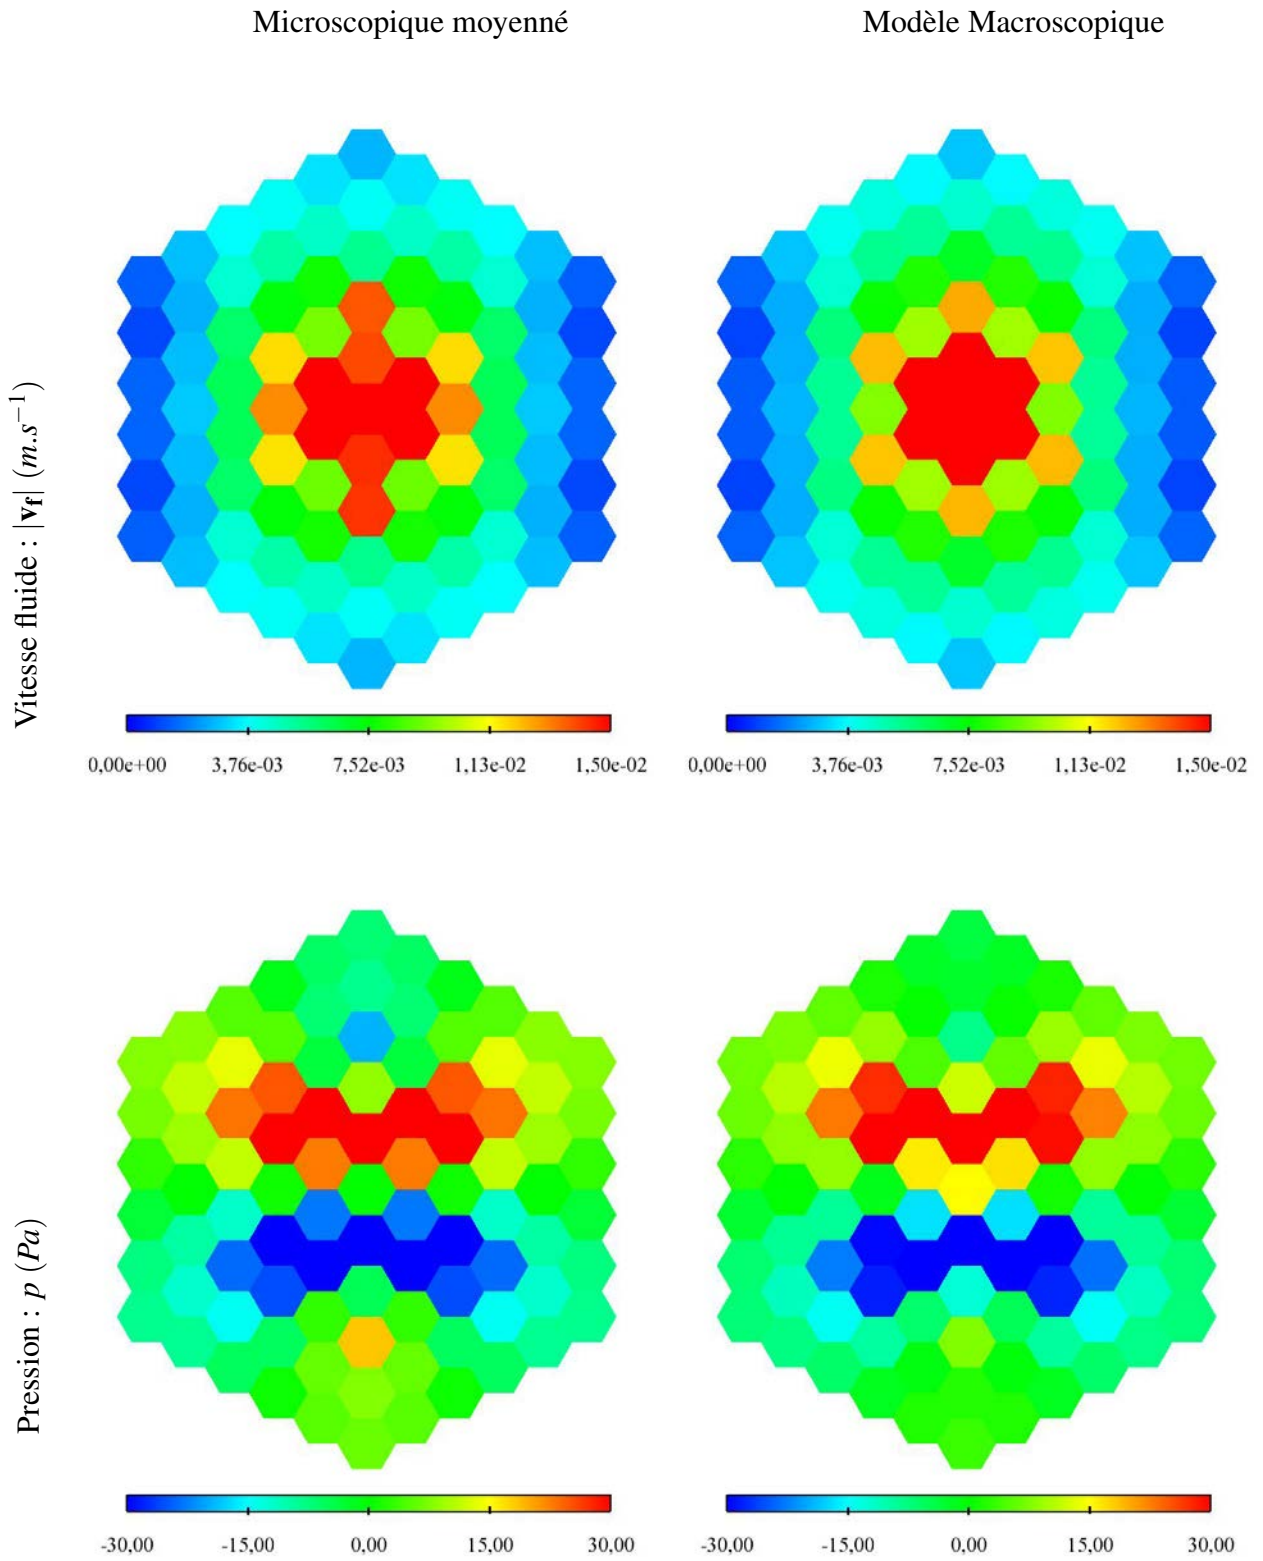 Microscopique moyenné Modèle Macroscopique
Vitesse fluide : |v_f| (m.s⁻¹)
0,00e+00 3,76e-03 7,52e-03 1,13e-02 1,50e-02
0,00e+00 3,76e-03 7,52e-03 1,13e-02 1,50e-02
Pression : p (Pa)
-30,00 -15,00 0,00 15,00 30,00
-30,00 -15,00 0,00 15,00 30,00